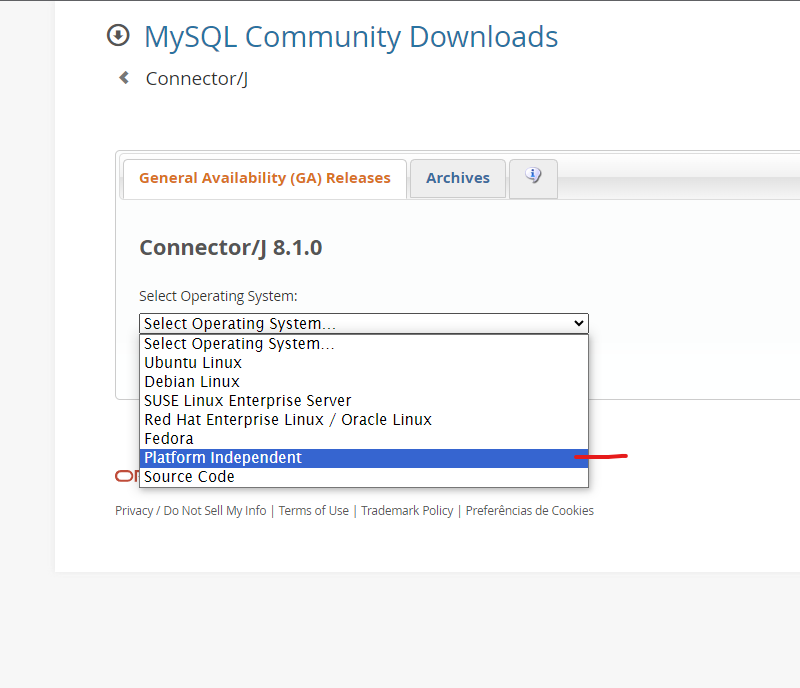 MySQL Community Downloads
Connector/J
General Availability (GA) Releases
Archives
Connector/J 8.1.0
Select Operating System:
Select Operating System...
Select Operating System...
Ubuntu Linux
Debian Linux
SUSE Linux Enterprise Server
Red Hat Enterprise Linux / Oracle Linux
Fedora
Platform Independent
Source Code
Privacy / Do Not Sell My Info | Terms of Use | Trademark Policy | Preferências de Cookies